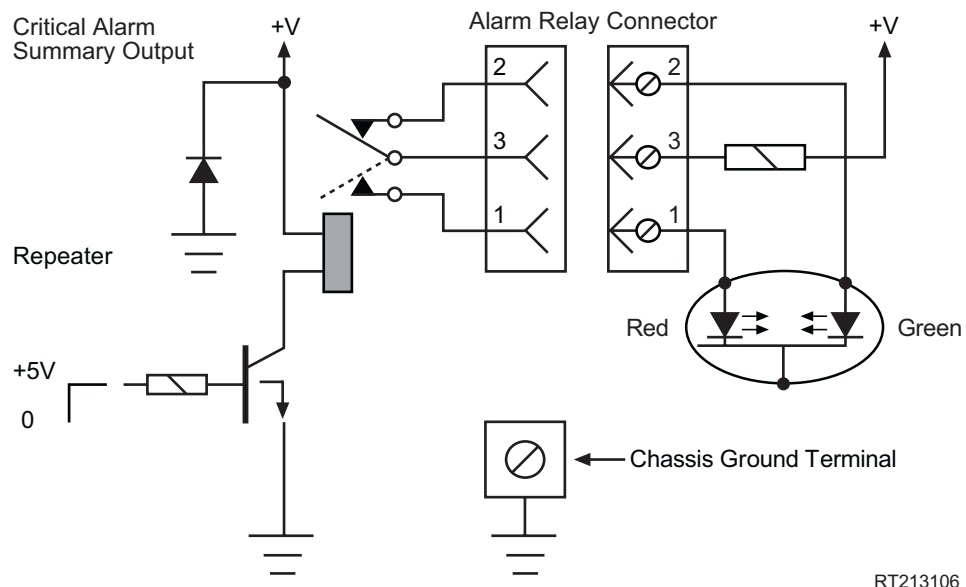 Critical Alarm
Summary Output
+V
Alarm Relay Connector
+V
2
2
3
3
1
1
Repeater
Red
Green
+5V
0
Chassis Ground Terminal
RT213106